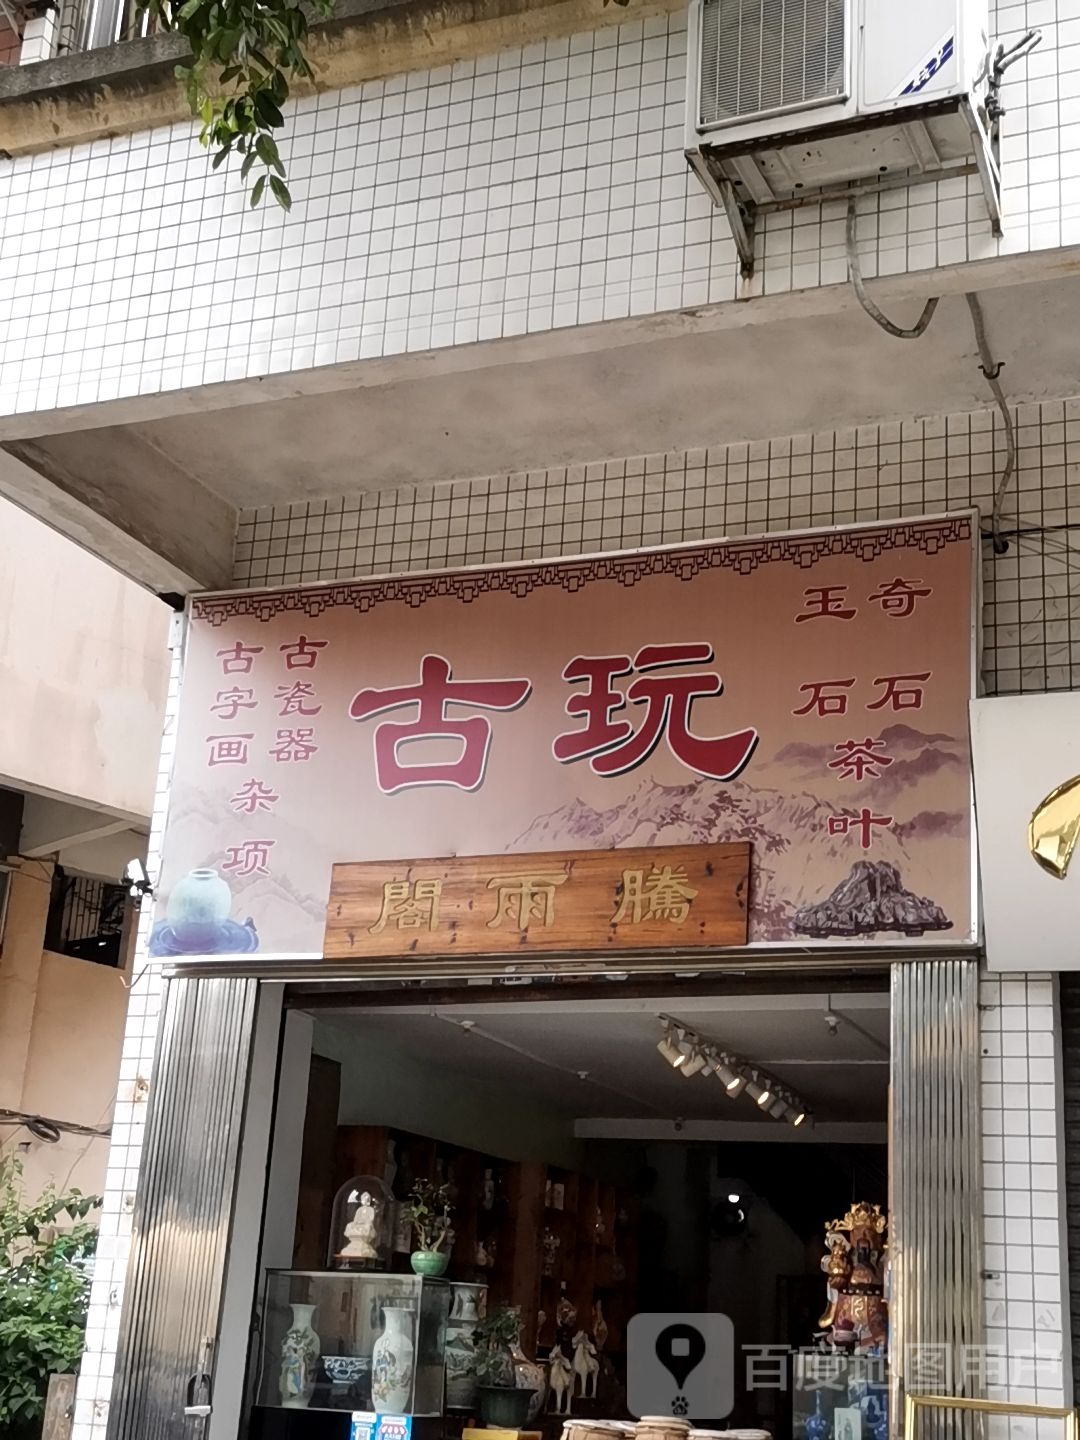 古玩
古瓷器
古字画杂项
奇石
玉石
茶叶
閣雨騰
百度地图用户